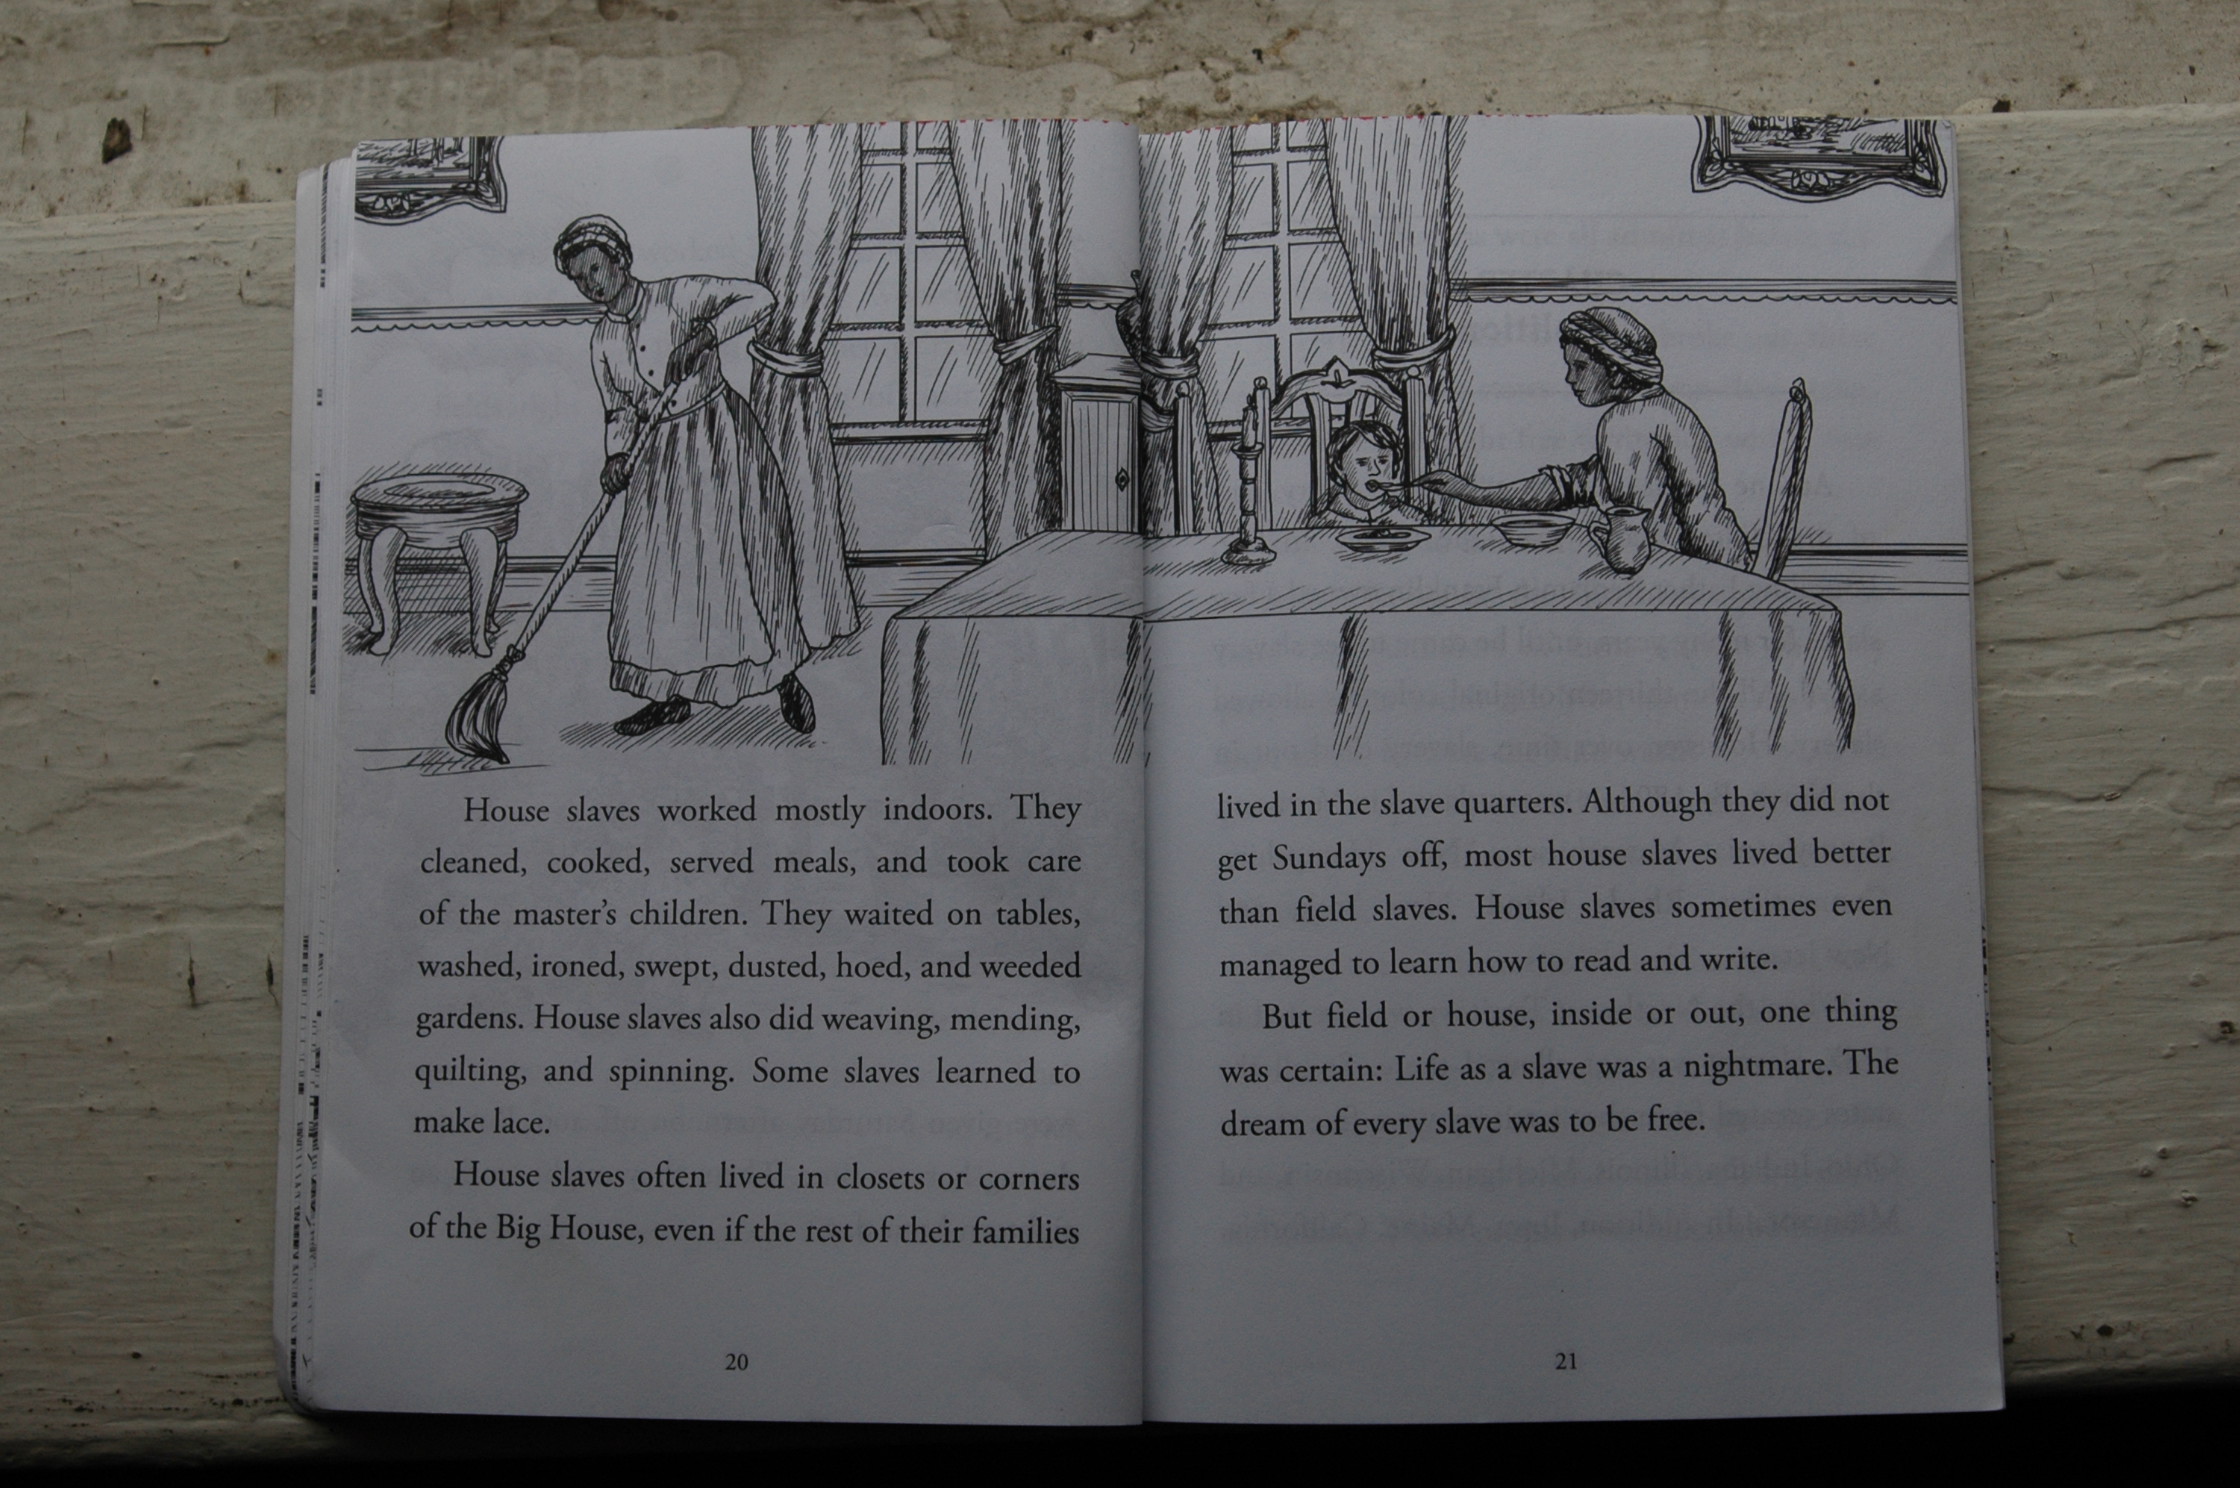 House slaves worked mostly indoors. They
cleaned, cooked, served meals, and took care
of the master's children. They waited on tables,
washed, ironed, swept, dusted, hoed, and weeded
gardens. House slaves also did weaving, mending,
quilting, and spinning. Some slaves learned to
make lace.
House slaves often lived in closets or corners
of the Big House, even if the rest of their families
20
lived in the slave quarters. Although they did not
get Sundays off, most house slaves lived better
than field slaves. House slaves sometimes even
managed to learn how to read and write.
But field or house, inside or out, one thing
was certain: Life as a slave was a nightmare. The
dream of every slave was to be free.
21